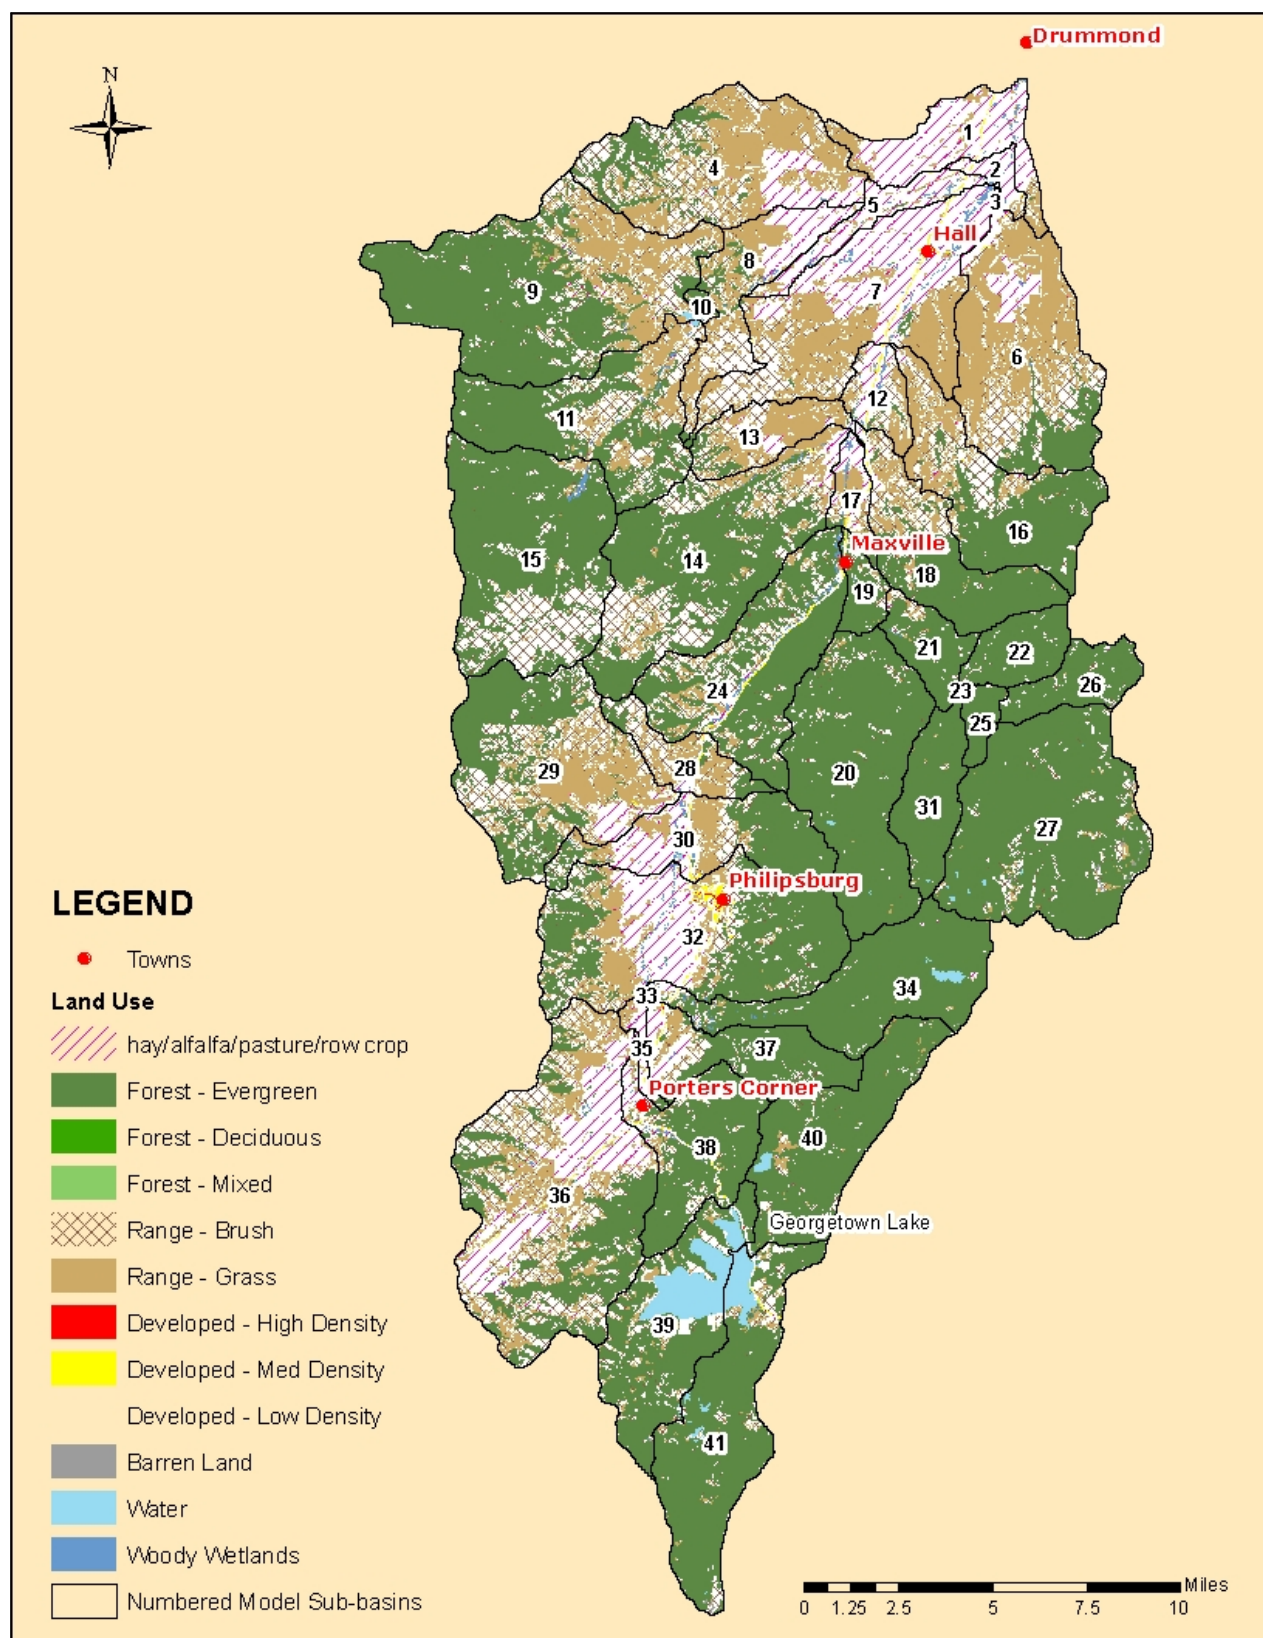 Drummond
N
1
4
2
5
3
Hall
8
9
7
10
6
12
11
13
17
16
Maxville
15
14
18
19
21
22
24
23
26
25
28
29
20
31
27
30
Philipsburg
32
34
33
35
37
Porters Corner
40
38
36
Georgetown Lake
39
41
LEGEND
Towns
Land Use
hay/alfalfa/pasture/row crop
Forest - Evergreen
Forest - Deciduous
Forest - Mixed
Range - Brush
Range - Grass
Developed - High Density
Developed - Med Density
Developed - Low Density
Barren Land
Water
Woody Wetlands
Numbered Model Sub-basins
Miles
0 1.25 2.5 5 7.5 10